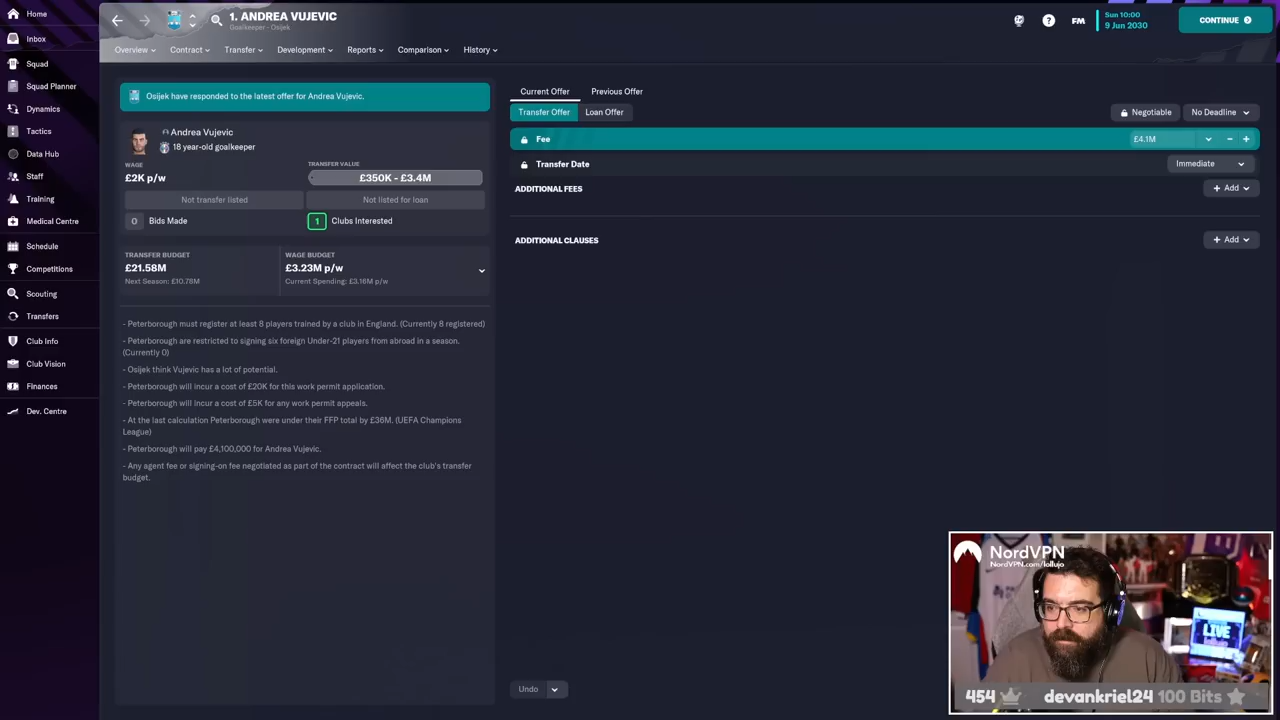 Home
Inbox
Squad
Squad Planner
Dynamics
Tactics
Data Hub
Staff
Training
Medical Centre
Schedule
Competitions
Scouting
Transfers
Club Info
Club Vision
Finances
Dev. Centre
1. ANDREA VUJEVIC
Goalkeeper - Osijek
FM
Sun 10:00
9 Jun 2030
CONTINUE
Overview
Contract
Transfer
Development
Reports
Comparison
History
Osijek have responded to the latest offer for Andrea Vujevic.
Andrea Vujevic
18 year-old goalkeeper
WAGE
£2K p/w
TRANSFER VALUE
£350K - £3.4M
Not transfer listed
Not listed for loan
0 Bids Made
1 Clubs Interested
TRANSFER BUDGET
£21.58M
Next Season: £10.78M
WAGE BUDGET
£3.23M p/w
Current Spending: £3.16M p/w
- Peterborough must register at least 8 players trained by a club in England. (Currently 8 registered)
- Peterborough are restricted to signing six foreign Under-21 players from abroad in a season.
(Currently 0)
- Osijek think Vujevic has a lot of potential.
- Peterborough will incur a cost of £20K for this work permit application.
- Peterborough will incur a cost of £5K for any work permit appeals.
- At the last calculation Peterborough were under their FFP total by £36M. (UEFA Champions
League)
- Peterborough will pay £4,100,000 for Andrea Vujevic.
- Any agent fee or signing-on fee negotiated as part of the contract will affect the club's transfer
budget.
Current Offer
Previous Offer
Transfer Offer
Loan Offer
Negotiable
No Deadline
Fee
£4.1M
Transfer Date
Immediate
ADDITIONAL FEES
+ Add
ADDITIONAL CLAUSES
+ Add
Undo
NordVPN
NordVPN.com/lollujo
LIVE
lollujo
454 devankriel24 100 Bits